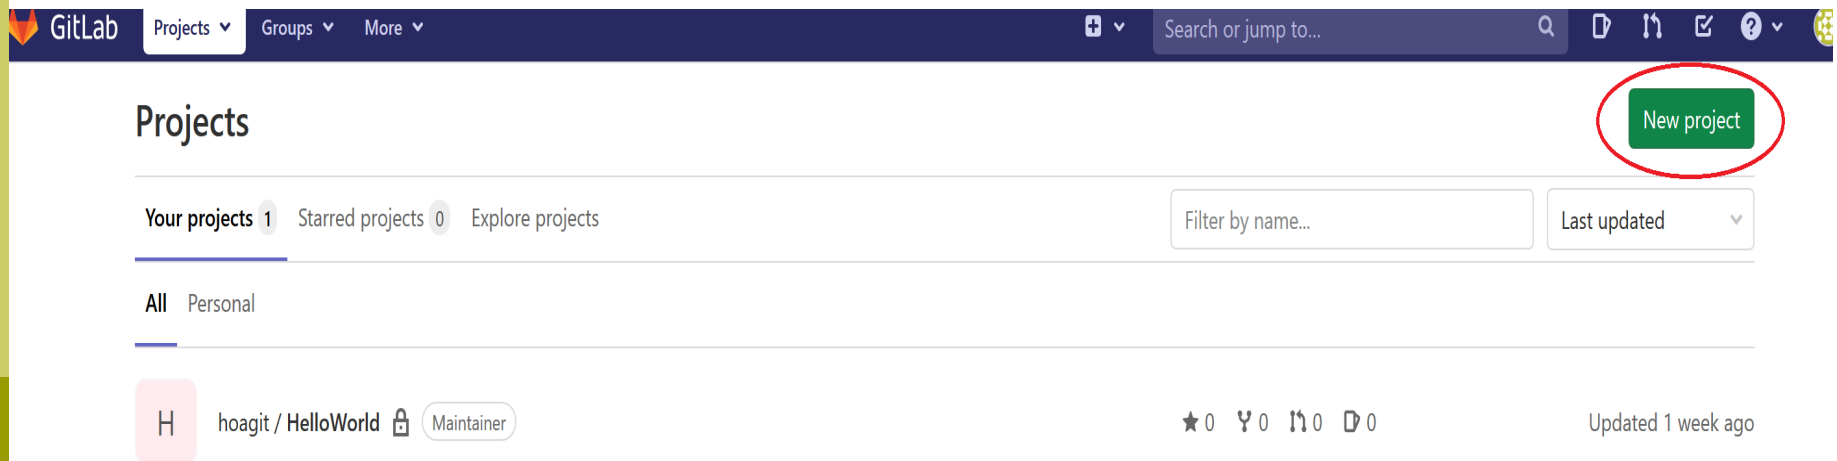 GitLab Projects Groups More Search or jump to...
Projects New project
Your projects 1 Starred projects 0 Explore projects Filter by name... Last updated
All Personal
H hoagit / HelloWorld Maintainer 0 0 0 0 Updated 1 week ago